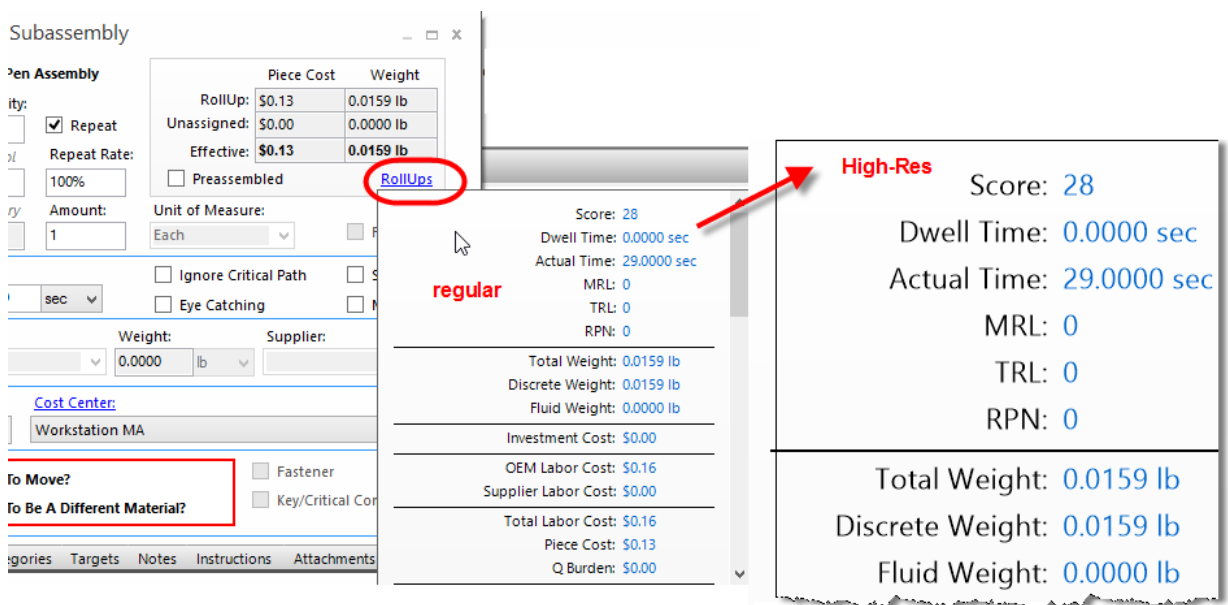 Subassembly
Pen Assembly
Piece Cost Weight
ity:
RollUp: $0.13 0.0159 lb
Repeat
Unassigned: $0.00 0.0000 lb
ol Repeat Rate:
Effective: $0.13 0.0159 lb
100%
Preassembled
RollUps
ry Amount:
Unit of Measure:
1
Each
F
Ignore Critical Path
S
sec
Eye Catching
Weight:
Supplier:
0.0000 lb
Cost Center:
Workstation MA
To Move?
To Be A Different Material?
Fastener
Key/Critical Cor
egories Targets Notes Instructions Attachments
regular
Score: 28
Dwell Time: 0.0000 sec
Actual Time: 29.0000 sec
MRL: 0
TRL: 0
RPN: 0
Total Weight: 0.0159 lb
Discrete Weight: 0.0159 lb
Fluid Weight: 0.0000 lb
Investment Cost: $0.00
OEM Labor Cost: $0.16
Supplier Labor Cost: $0.00
Total Labor Cost: $0.16
Piece Cost: $0.13
Q Burden: $0.00
High-Res
Score: 28
Dwell Time: 0.0000 sec
Actual Time: 29.0000 sec
MRL: 0
TRL: 0
RPN: 0
Total Weight: 0.0159 lb
Discrete Weight: 0.0159 lb
Fluid Weight: 0.0000 lb